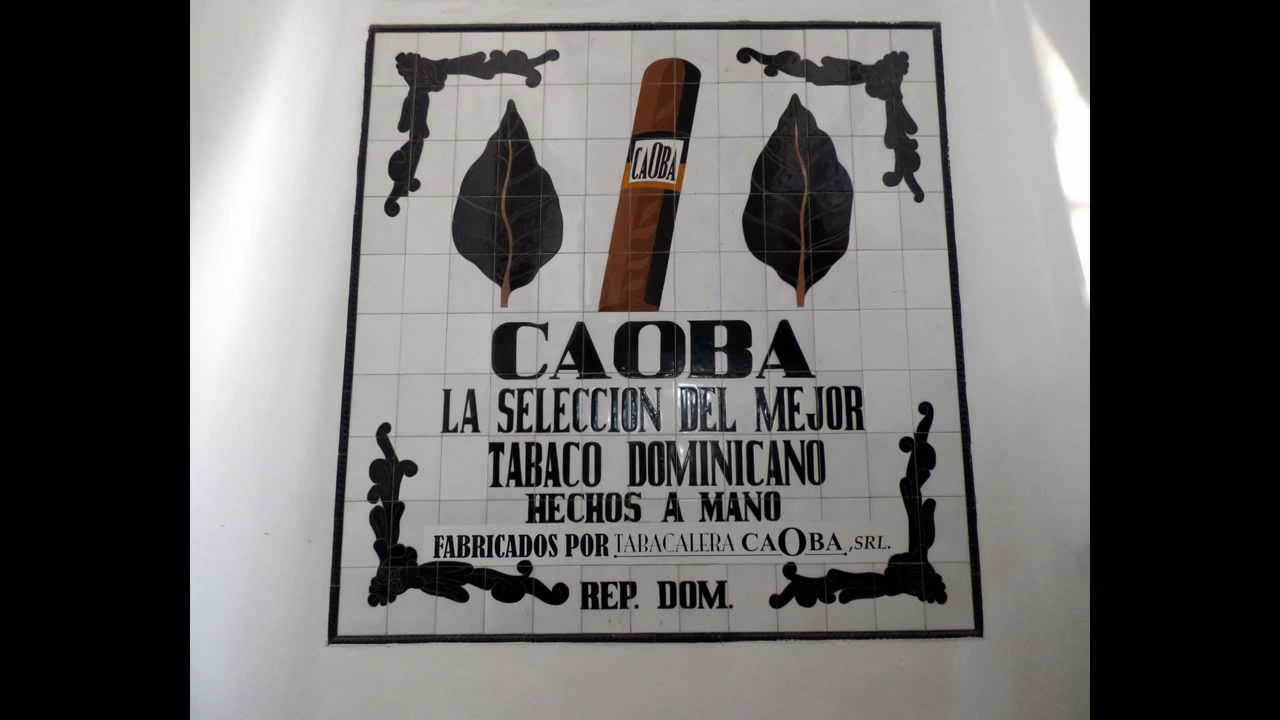 CAOBA
CAOBA
LA SELECCION DEL MEJOR
TABACO DOMINICANO
HECHOS A MANO
FABRICADOS POR TABACALERA CAOBA, SRL.
REP. DOM.